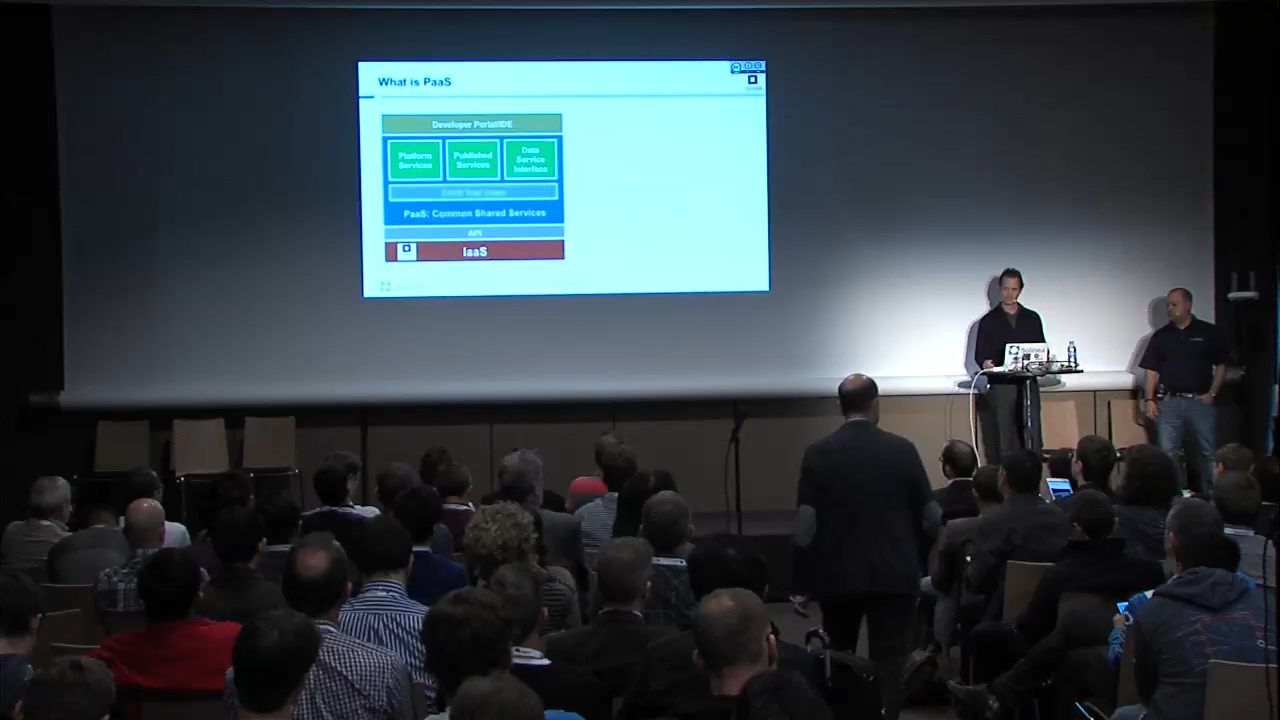 What is PaaS
Developer Portal/IDE
Platform
Services
Published
Services
Data
Service
Interface
PaaS: Common Shared Services
API
IaaS
Solinea